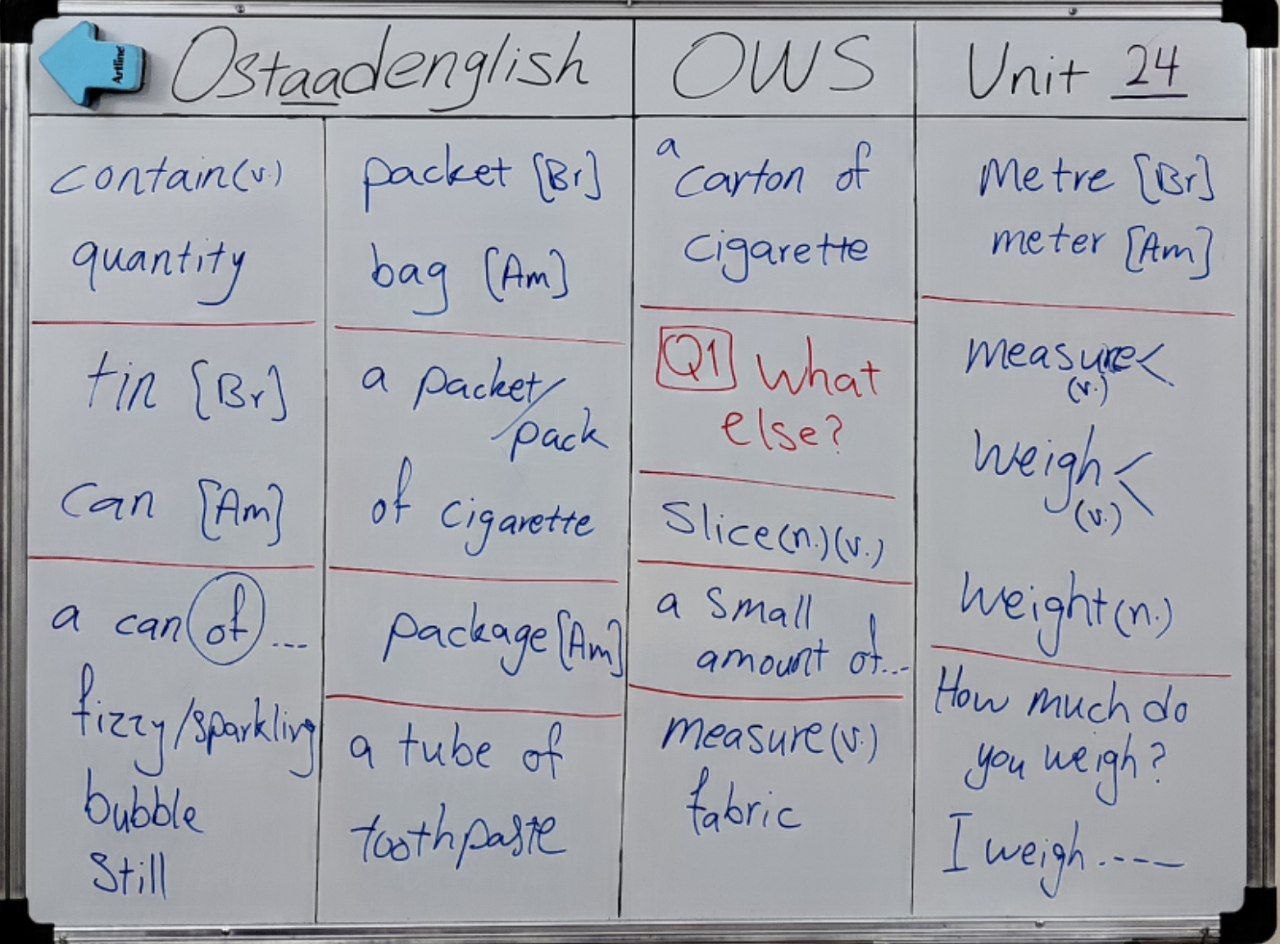 Artline
Ostaadenglish
OWS
Unit 24
contain(v.)
quantity
tin [Br]
can [Am]
a can of ...
fizzy/sparkling
bubble
Still
packet [Br]
bag [Am]
a packet/
pack
of cigarette
package [Am]
a tube of
toothpaste
a carton of
cigarette
Q1 What
else?
Slice(n.)(v.)
a small
amount of...
measure(v.)
fabric
Metre [Br]
meter [Am]
measure<
(v.)
weigh<
(v.)
weight(n.)
How much do
you weigh?
I weigh ----